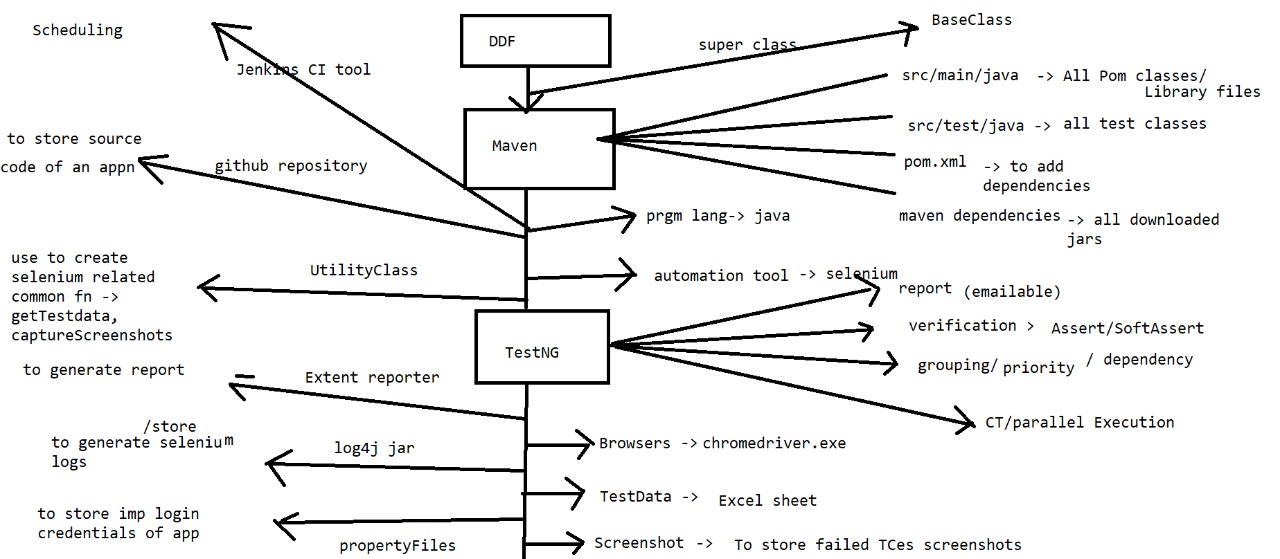 Scheduling
Jenkins CI tool
DDF
super class
BaseClass
src/main/java -> All Pom classes/
Library files
src/test/java -> all test classes
pom.xml -> to add
dependencies
maven dependencies -> all downloaded
jars
Maven
to store source
code of an appn
github repository
prgm lang-> java
automation tool -> selenium
use to create
selenium related
common fn ->
getTestdata,
captureScreenshots
UtilityClass
TestNG
report (emailable)
verification > Assert/SoftAssert
grouping/ priority / dependency
CT/parallel Execution
to generate report
Extent reporter
/store
to generate selenium
logs
log4j jar
Browsers -> chromedriver.exe
TestData -> Excel sheet
to store imp login
credentials of app
propertyFiles
Screenshot -> To store failed TCes screenshots